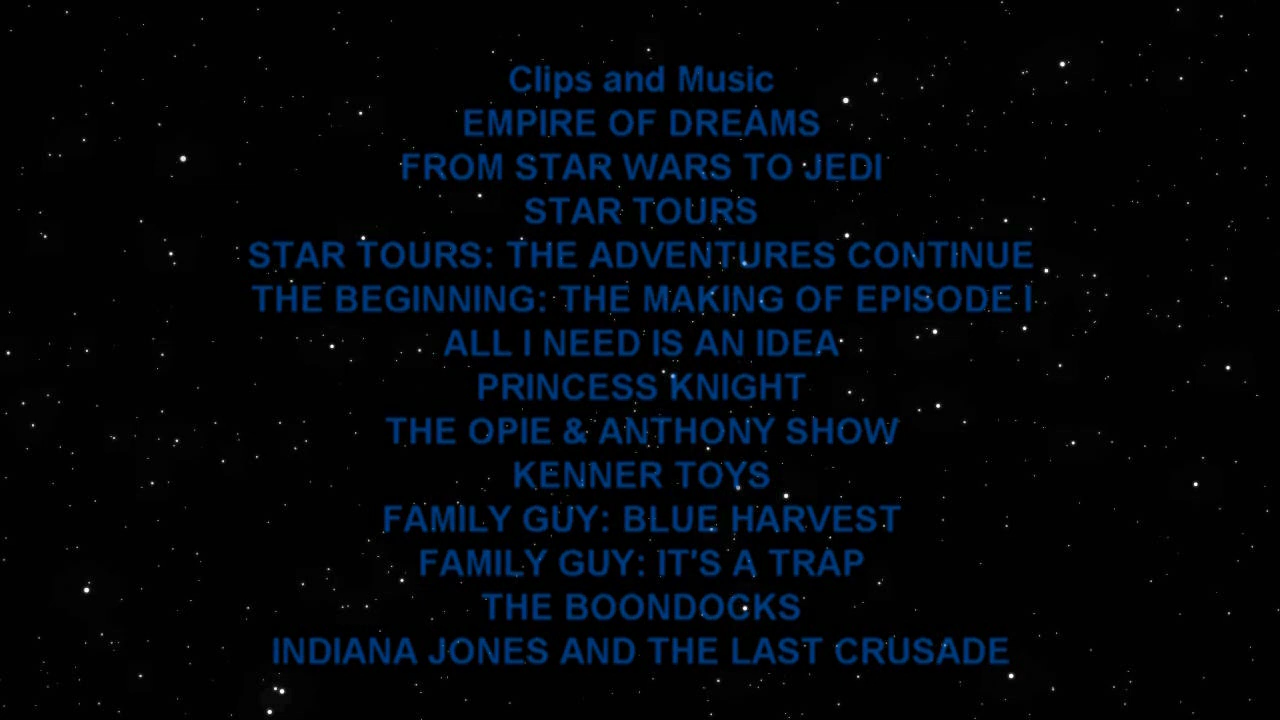 Clips and Music
EMPIRE OF DREAMS
FROM STAR WARS TO JEDI
STAR TOURS
STAR TOURS: THE ADVENTURES CONTINUE
THE BEGINNING: THE MAKING OF EPISODE I
ALL I NEED IS AN IDEA
PRINCESS KNIGHT
THE OPIE & ANTHONY SHOW
KENNER TOYS
FAMILY GUY: BLUE HARVEST
FAMILY GUY: IT'S A TRAP
THE BOONDOCKS
INDIANA JONES AND THE LAST CRUSADE